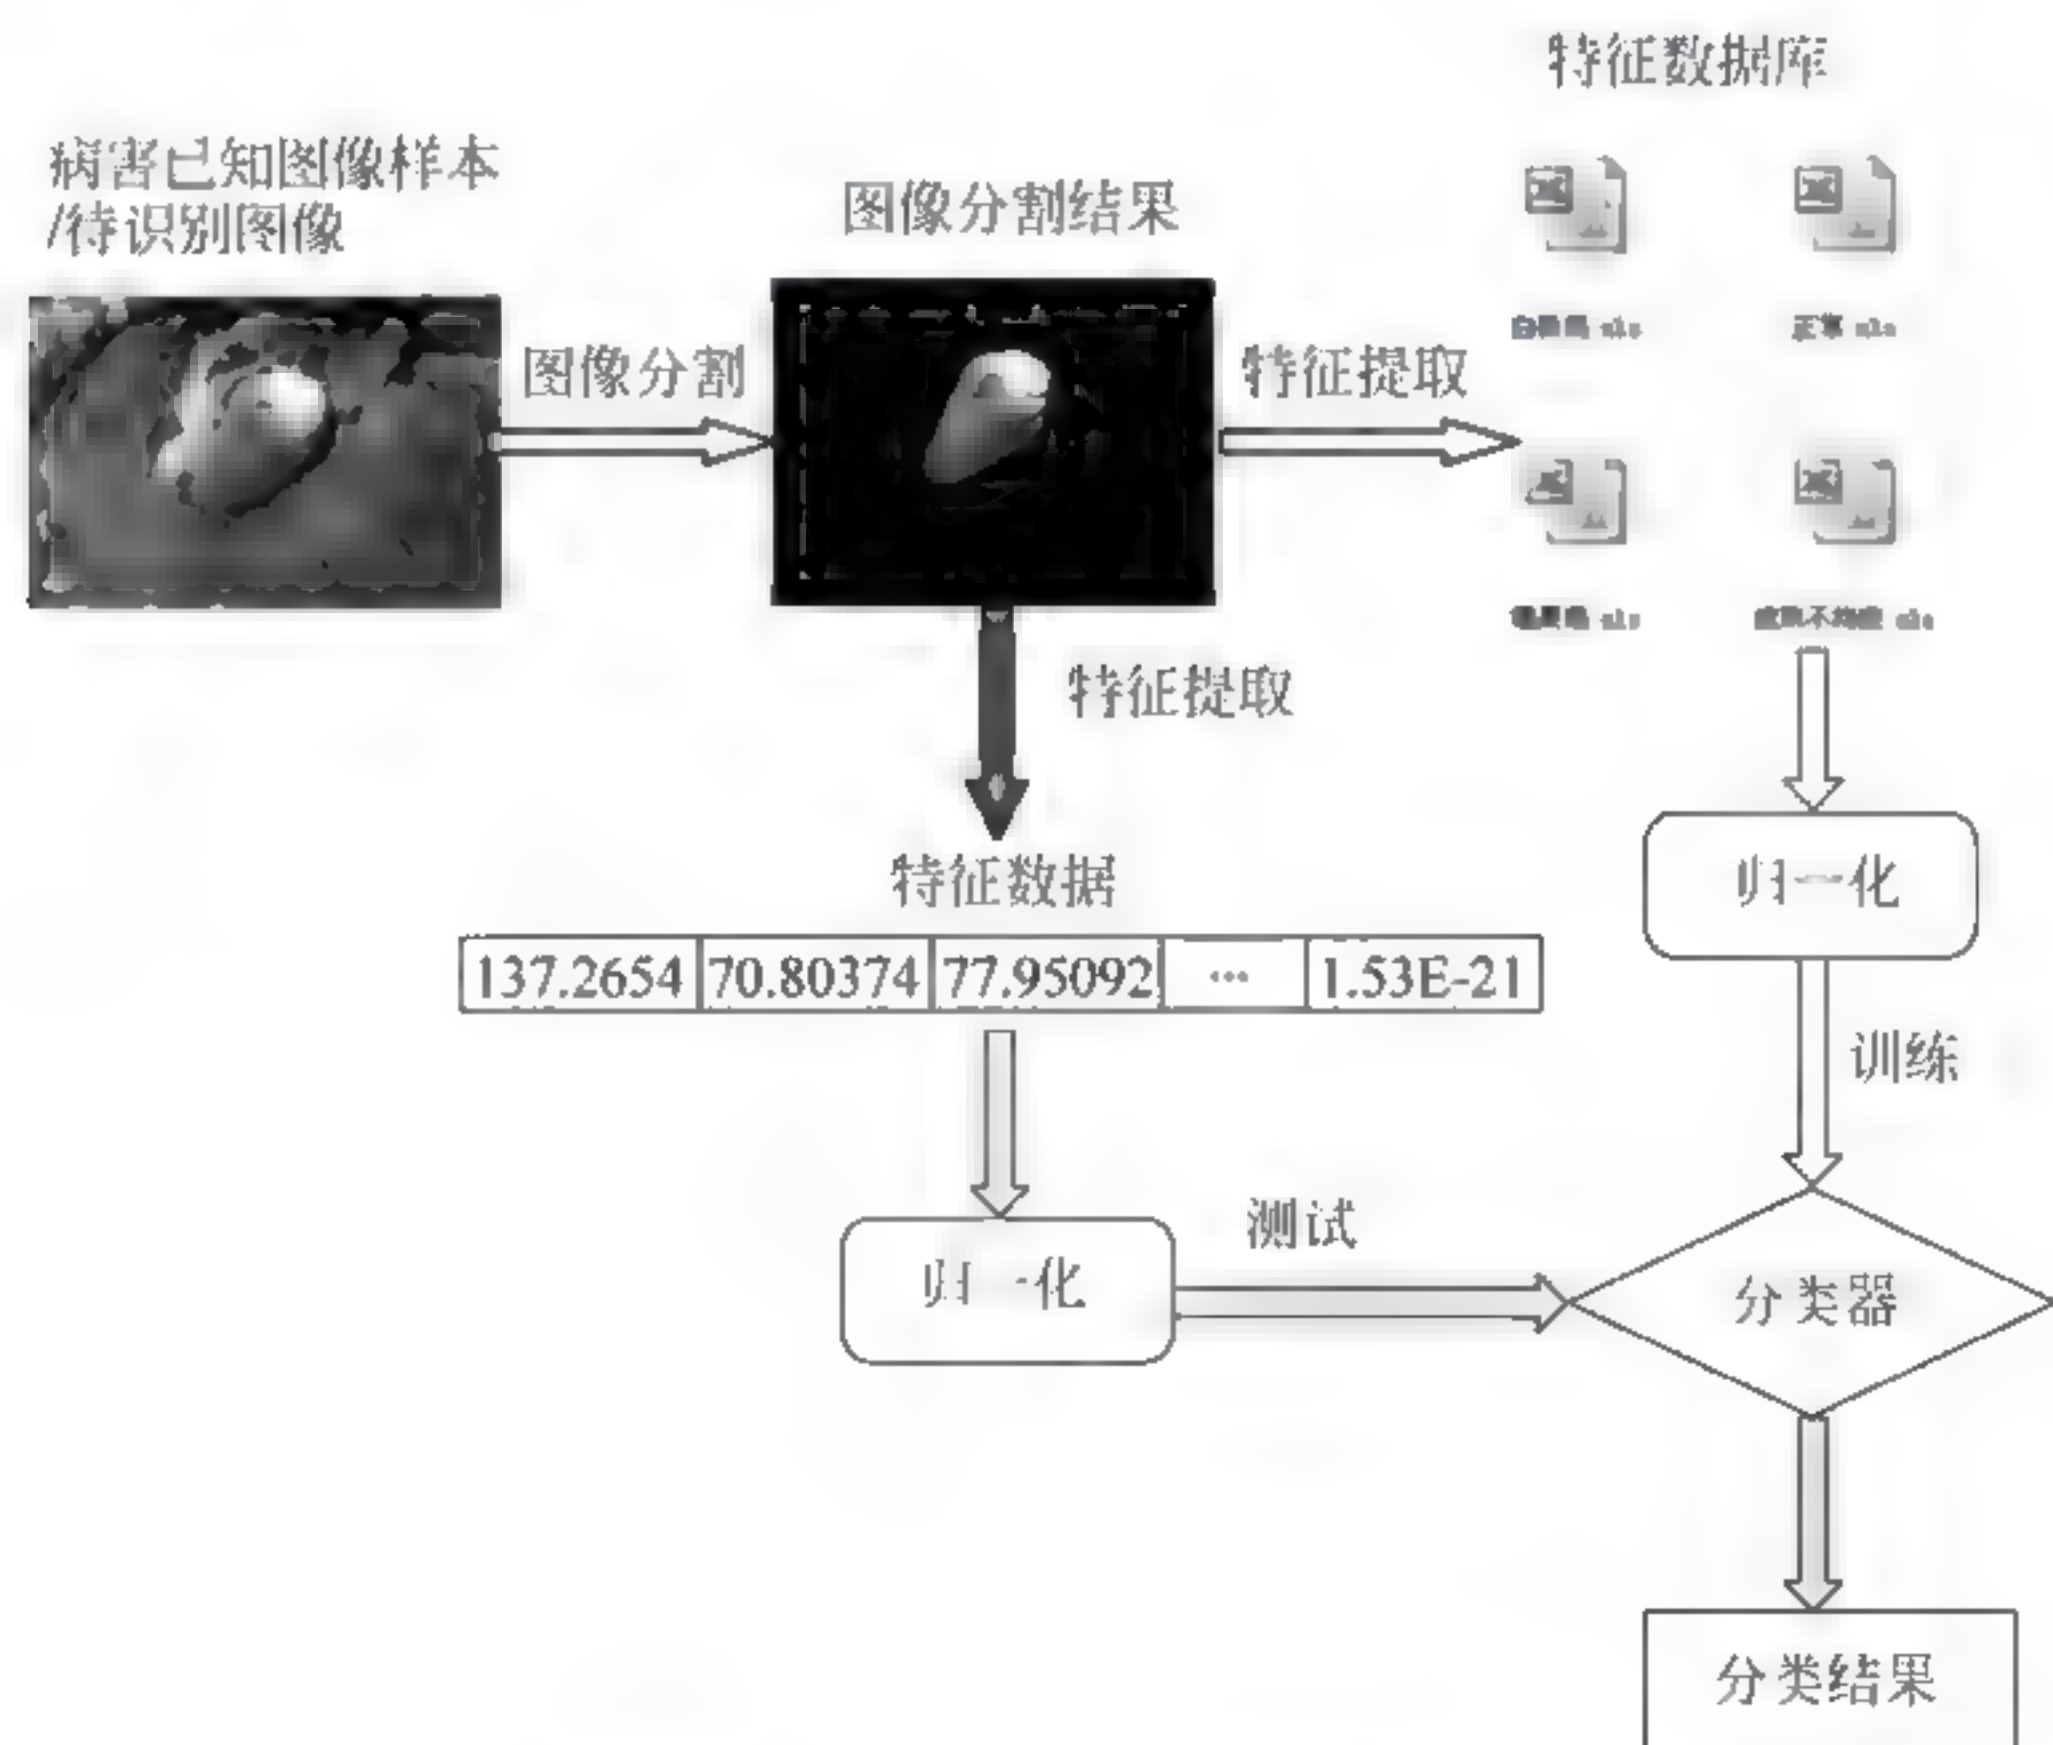 特征数据库
病害已知图像样本
/待识别图像
图像分割结果
图像分割
特征提取
正常 xls
特征提取
特征数据
137.2654 70.80374 77.95092 ... 1.53E-21
归一化
训练
归一化
测试
分类器
分类结果